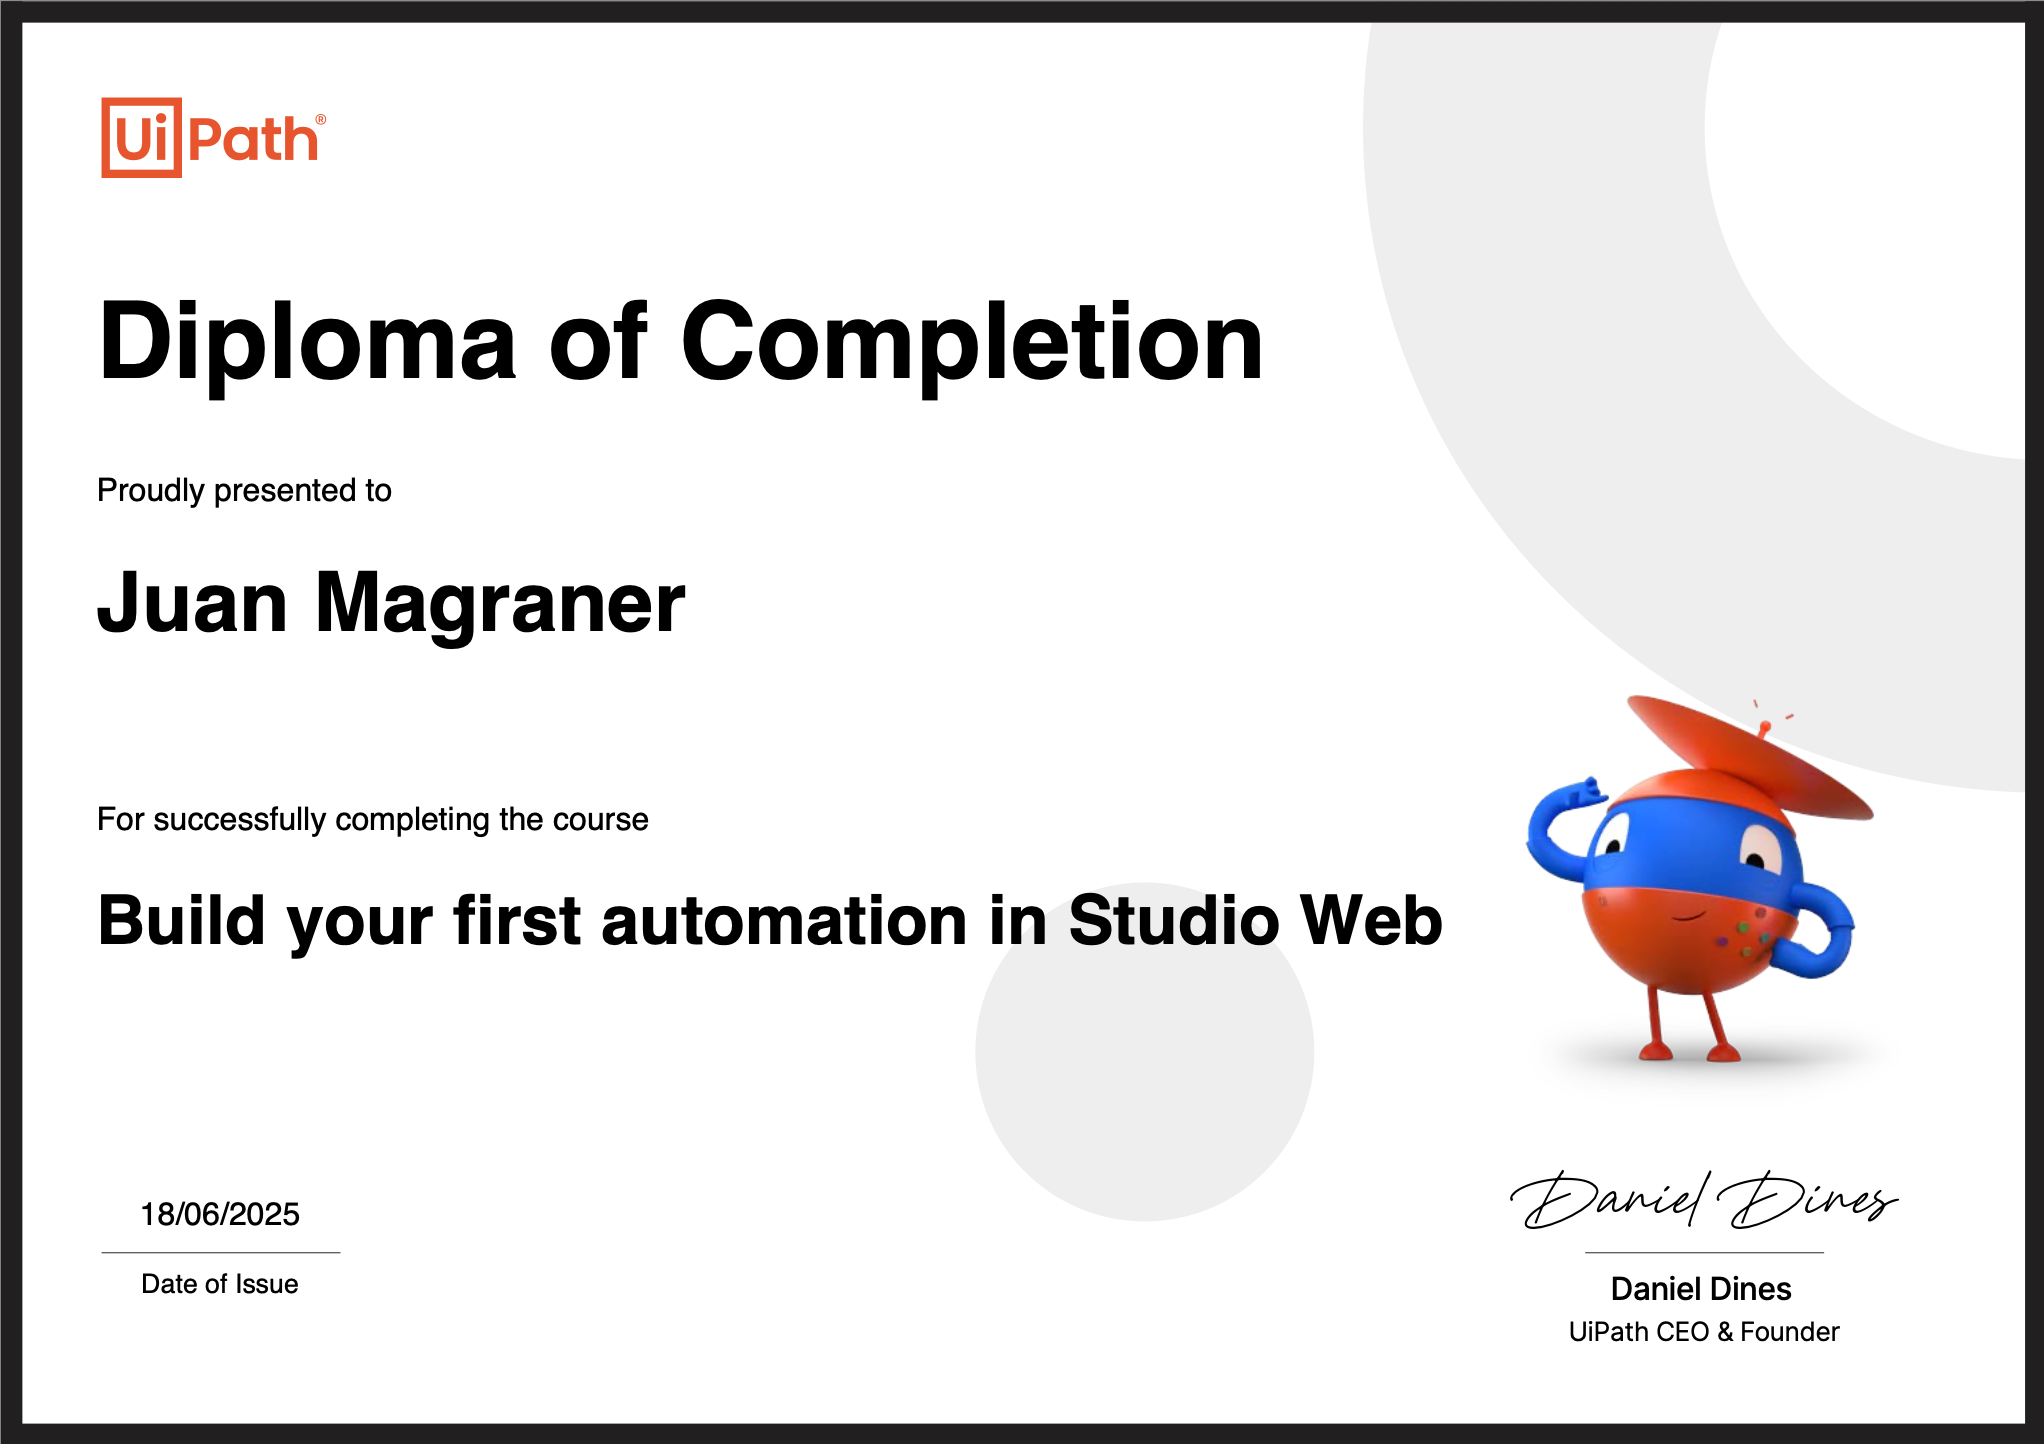 UiPath®
Diploma of Completion
Proudly presented to
Juan Magraner
For successfully completing the course
Build your first automation in Studio Web
18/06/2025
Date of Issue
Daniel Dines
Daniel Dines
UiPath CEO & Founder